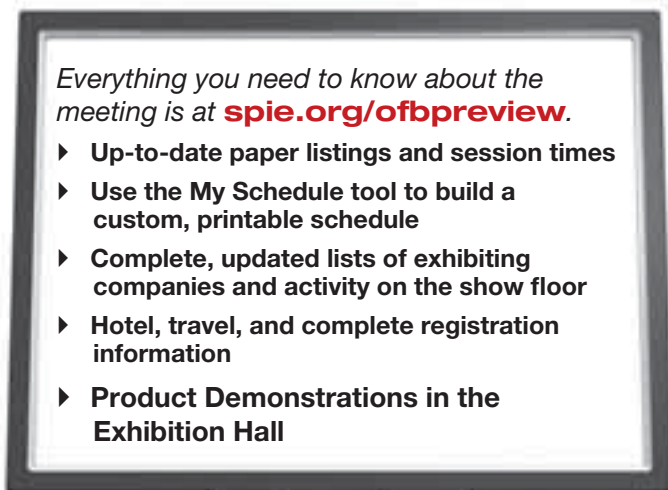 Everything you need to know about the
meeting is at spie.org/ofbpreview.
Up-to-date paper listings and session times
Use the My Schedule tool to build a
custom, printable schedule
Complete, updated lists of exhibiting
companies and activity on the show floor
Hotel, travel, and complete registration
information
Product Demonstrations in the
Exhibition Hall